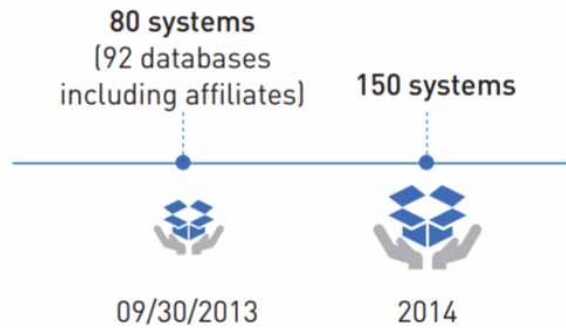 80 systems
(92 databases
including affiliates)
150 systems
09/30/2013
2014